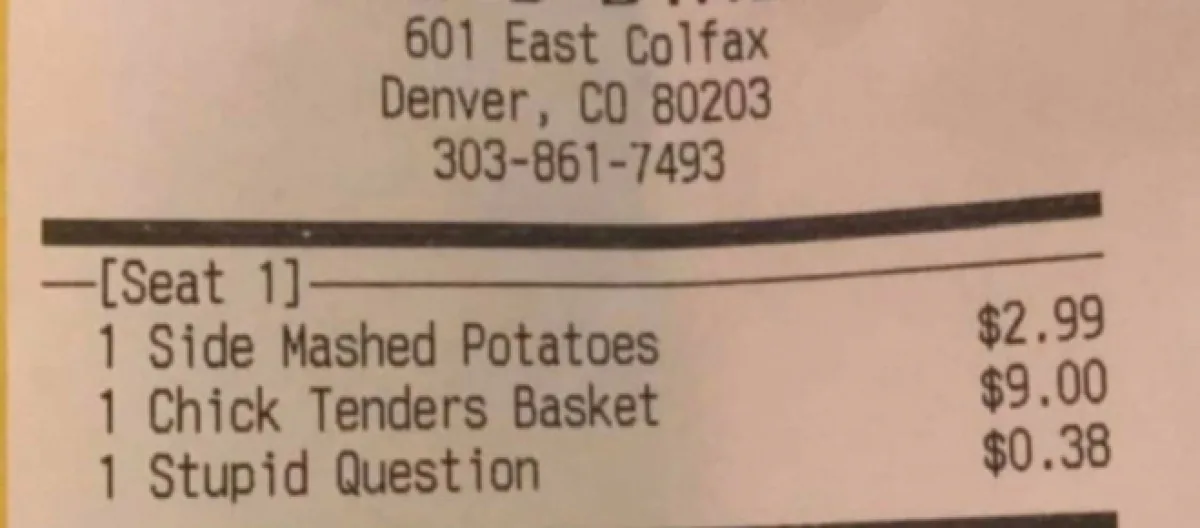 601 East Colfax
Denver, CO 80203
303-861-7493
[Seat 1]
1 Side Mashed Potatoes $2.99
1 Chick Tenders Basket $9.00
1 Stupid Question $0.38